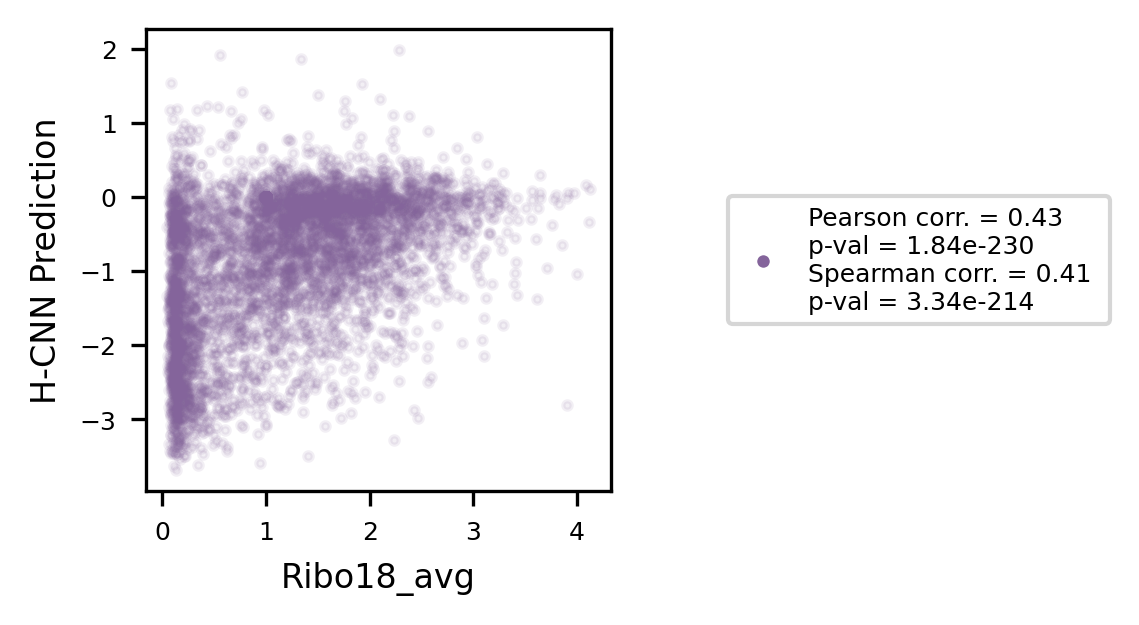 2
1
0
−1
−2
−3
H-CNN Prediction
0 1 2 3 4
Ribo18_avg
Pearson corr. = 0.43
p-val = 1.84e-230
Spearman corr. = 0.41
p-val = 3.34e-214